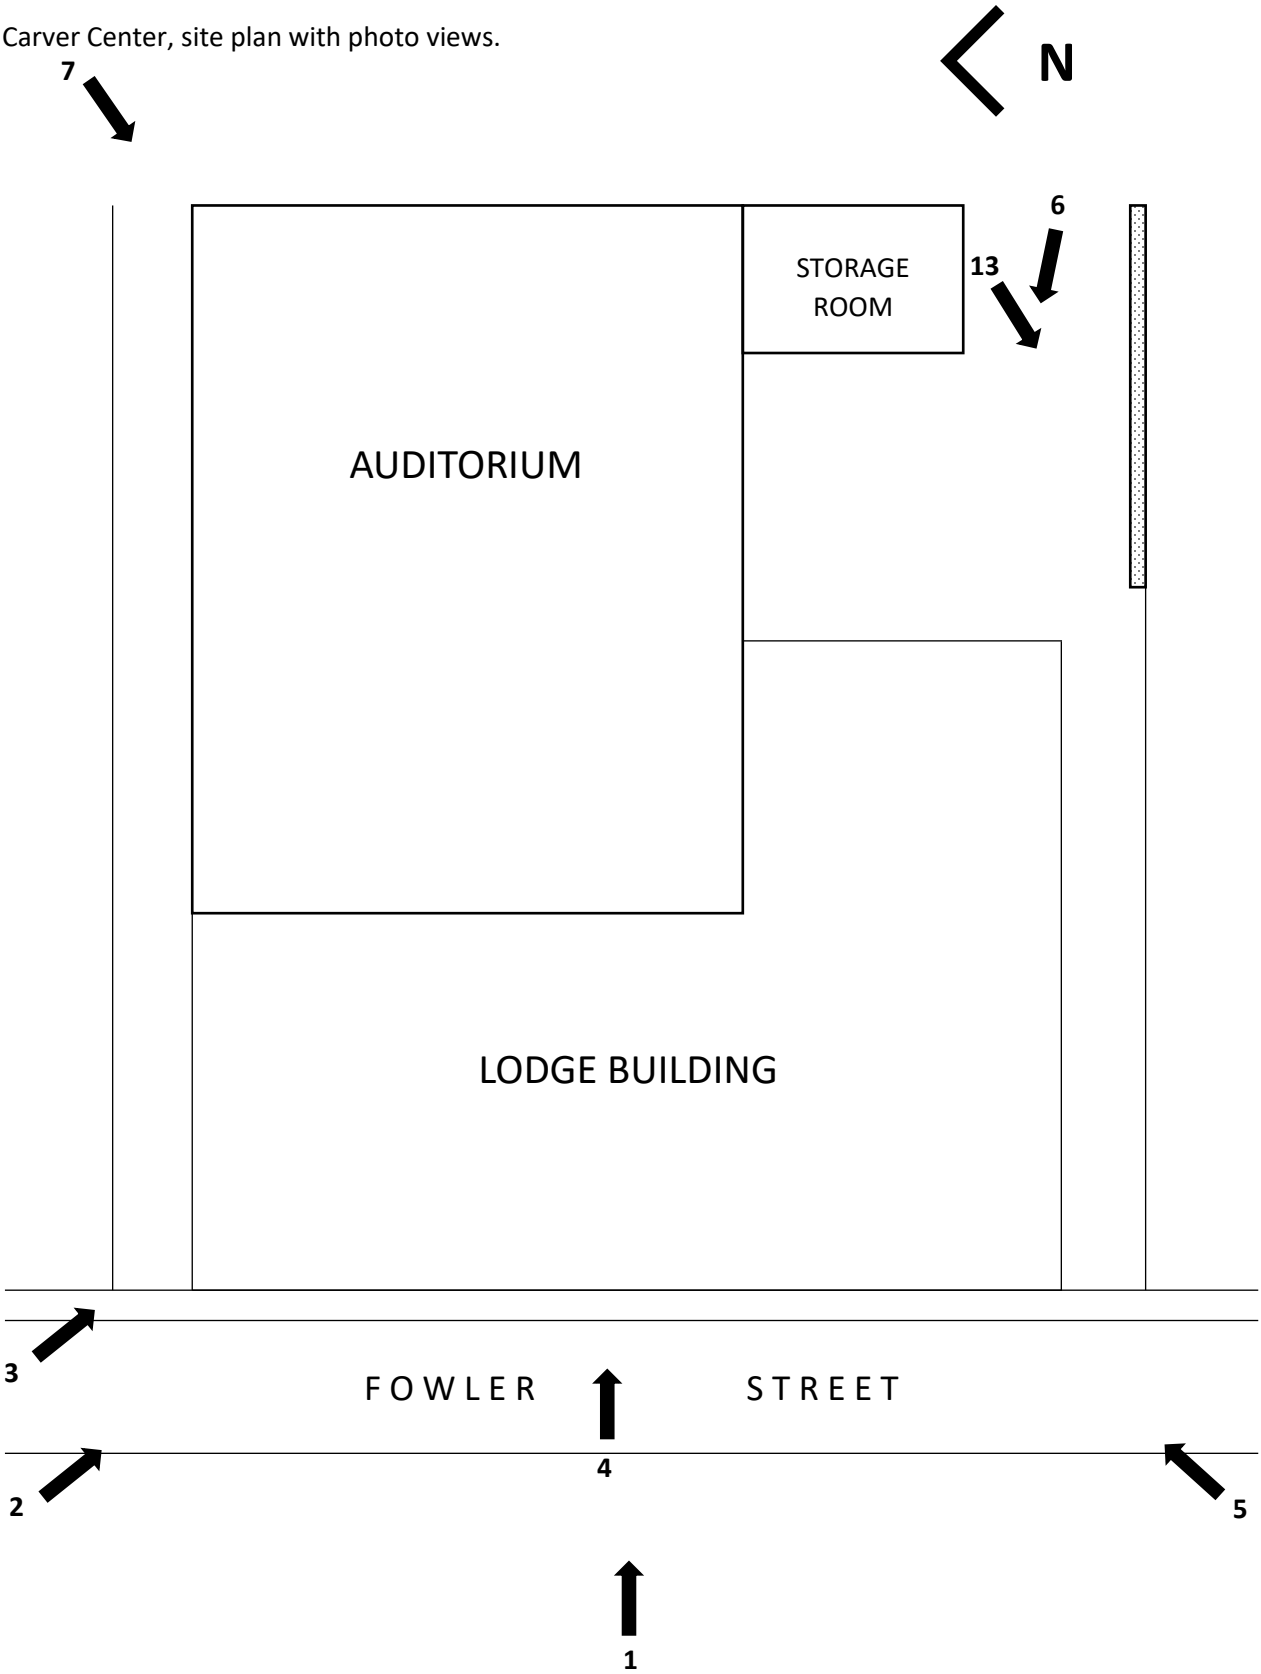 Carver Center, site plan with photo views.
N
7
6
13
STORAGE
ROOM
AUDITORIUM
LODGE BUILDING
3
FOWLER STREET
4
2
5
1